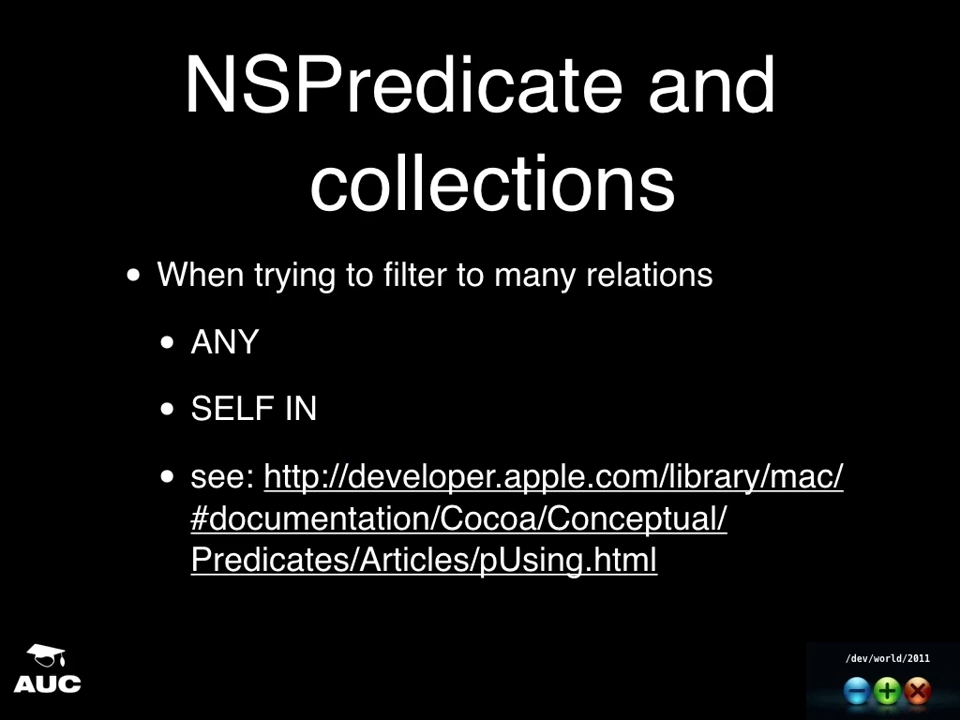 NSPredicate and
collections
• When trying to filter to many relations
• ANY
• SELF IN
• see: http://developer.apple.com/library/mac/
#documentation/Cocoa/Conceptual/
Predicates/Articles/pUsing.html
AUC
/dev/world/2011